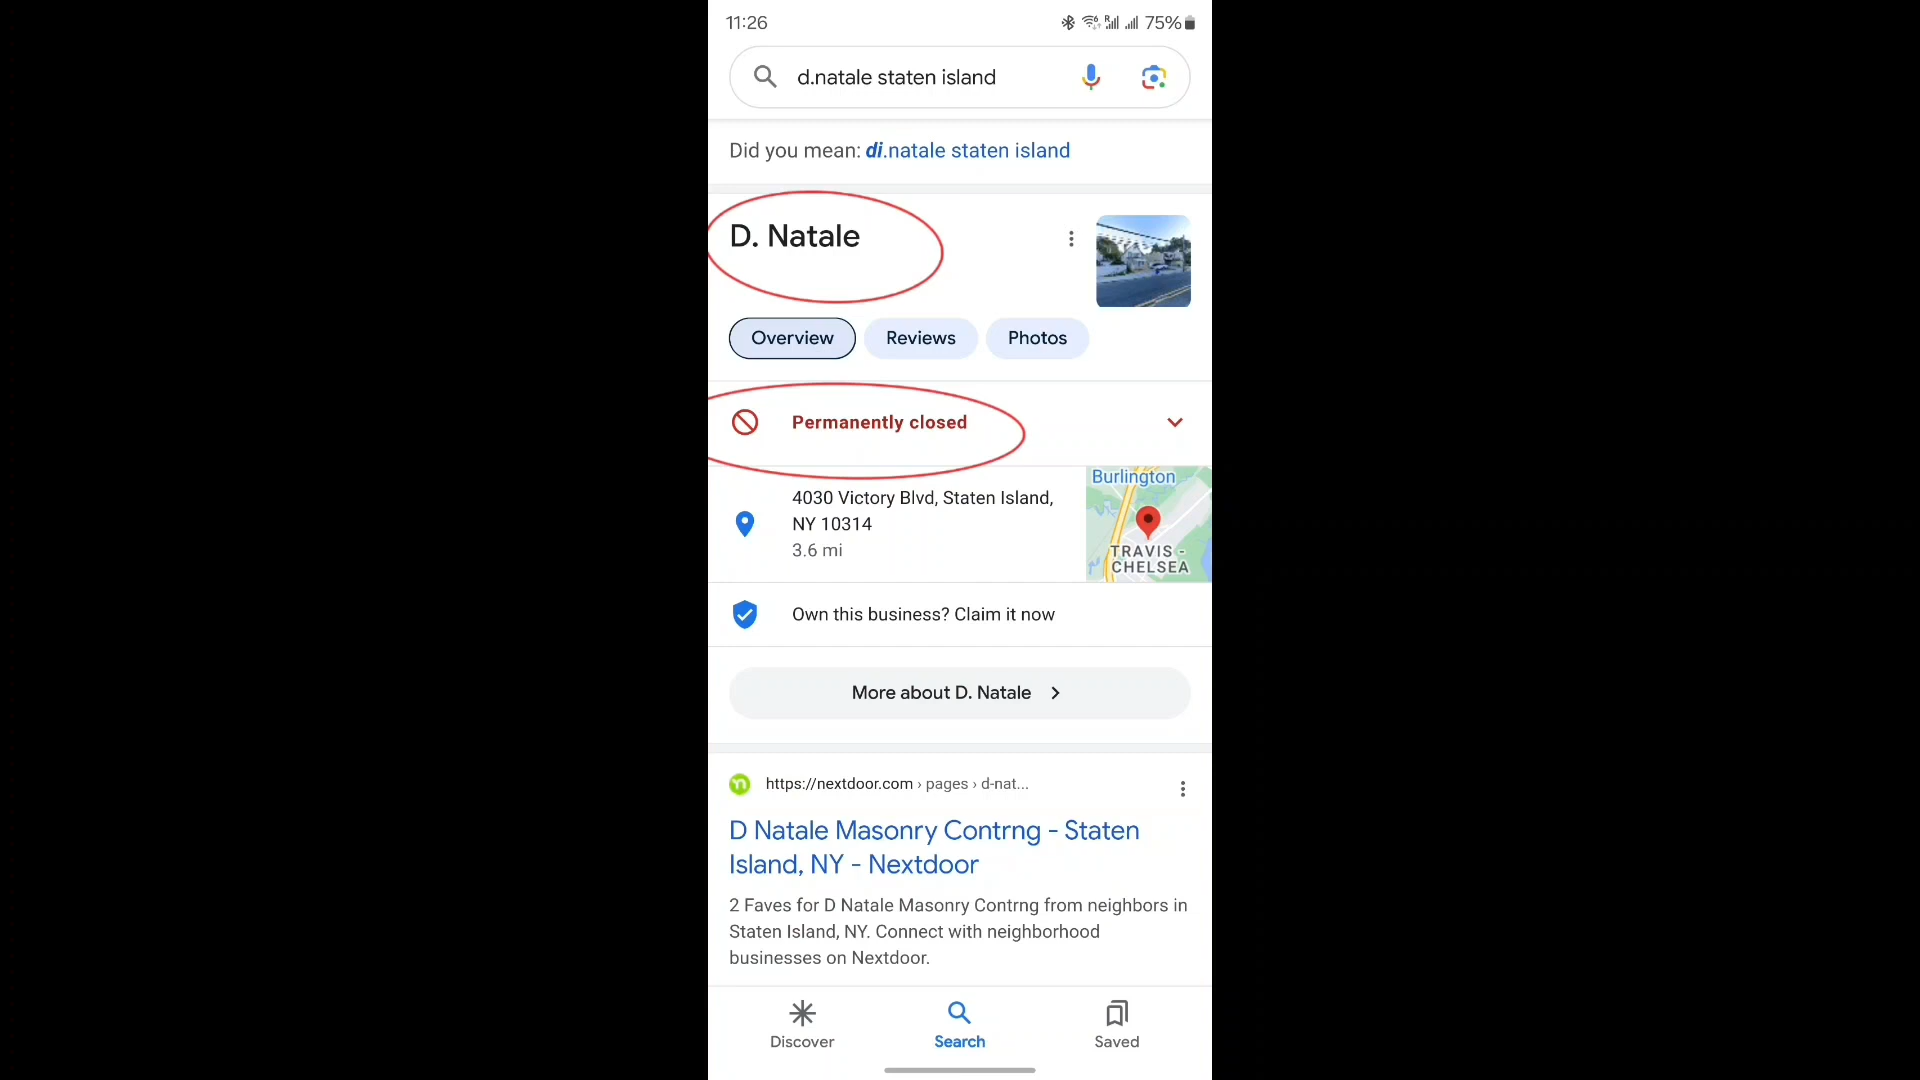 11:26
75%
d.natale staten island
Did you mean: di.natale staten island
D. Natale
Overview
Reviews
Photos
Permanently closed
4030 Victory Blvd, Staten Island,
NY 10314
3.6 mi
Burlington
TRAVIS -
CHELSEA
Own this business? Claim it now
More about D. Natale
https://nextdoor.com › pages › d-nat...
D Natale Masonry Contrng - Staten
Island, NY - Nextdoor
2 Faves for D Natale Masonry Contrng from neighbors in
Staten Island, NY. Connect with neighborhood
businesses on Nextdoor.
Discover
Search
Saved